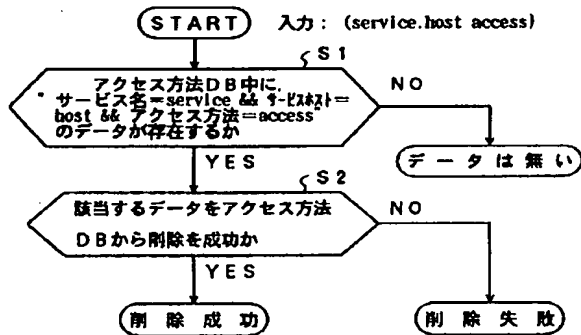 START 入力: (service.host access)
S1
アクセス方法DB中に,
"サービス名=service && サービスホスト=
host && アクセス方法=access"
のデータが存在するか
NO
YES
データは無い
S2
該当するデータをアクセス方法
DBから削除を成功か
NO
YES
削除成功
削除失敗